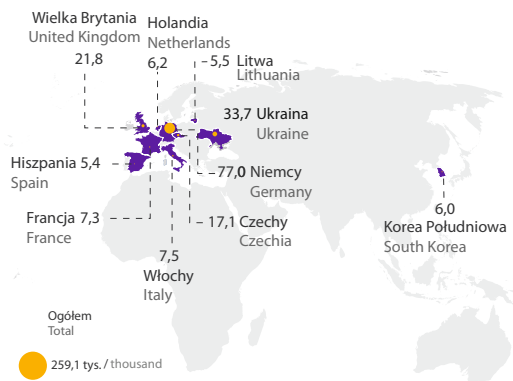 Wielka Brytania
United Kingdom
21,8
Holandia
Netherlands
6,2
5,5 Litwa
Lithuania
33,7 Ukraina
Ukraine
Hiszpania 5,4
Spain
77,0 Niemcy
Germany
Francja 7,3
France
17,1 Czechy
Czechia
7,5
Włochy
Italy
6,0
Korea Południowa
South Korea
Ogółem
Total
259,1 tys. / thousand